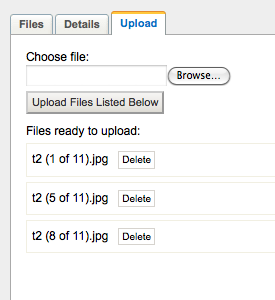 Files Details Upload
Choose file:
Browse...
Upload Files Listed Below
Files ready to upload:
t2 (1 of 11).jpg Delete
t2 (5 of 11).jpg Delete
t2 (8 of 11).jpg Delete